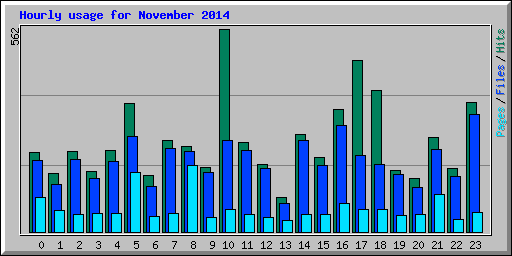 Hourly usage for November 2014
562
Pages/Files/Hits
0 1 2 3 4 5 6 7 8 9 10 11 12 13 14 15 16 17 18 19 20 21 22 23